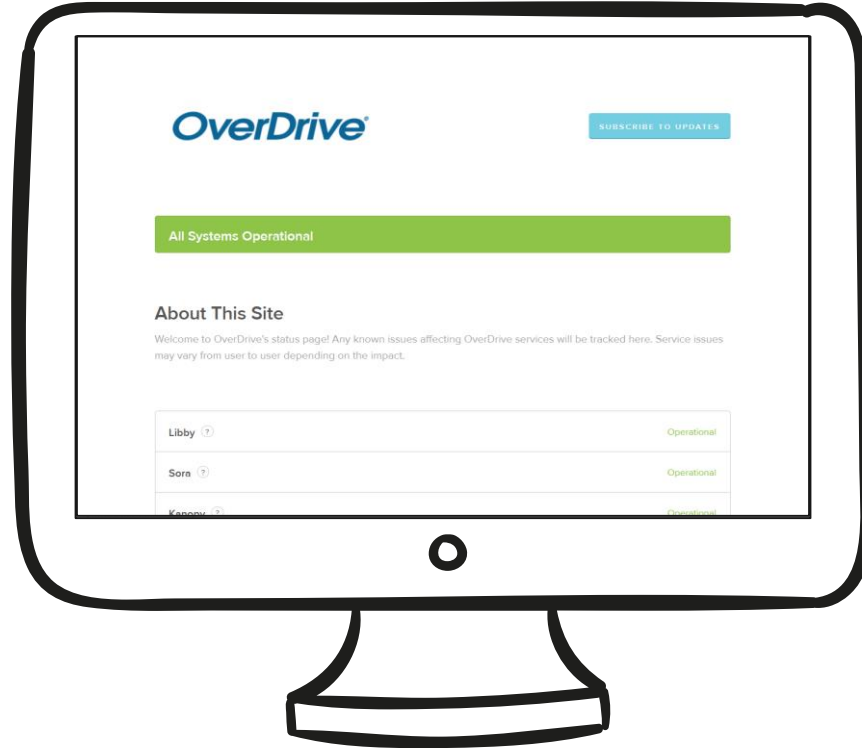 OverDrive®
SUBSCRIBE TO UPDATES
All Systems Operational
About This Site
Welcome to OverDrive's status page! Any known issues affecting OverDrive services will be tracked here. Service issues
may vary from user to user depending on the impact.
Libby ? Operational
Sora ? Operational
Kanopy ? Operational